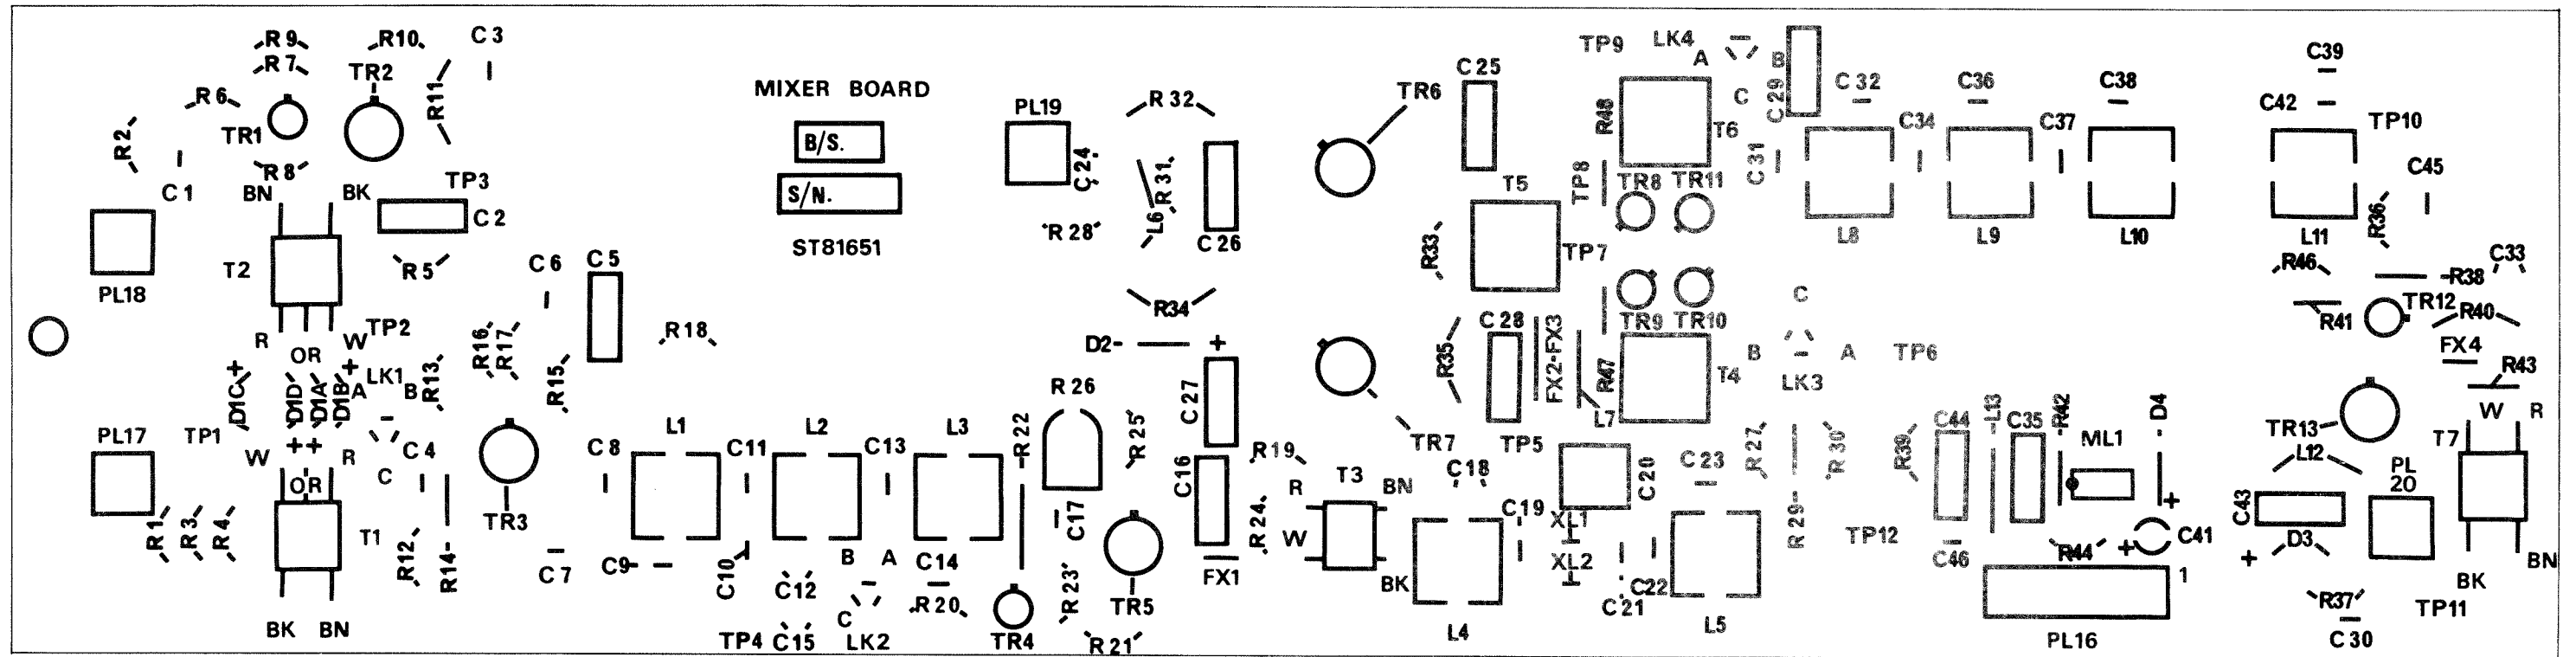 R9
R10
C3
R7
TR2
R6
R11
R2
TR1
R8
C1
BN
BK
TP3
C2
PL18
T2
R5
C6
C5
R
OR
W
TP2
R16
R17
R18
D1C
+
D1D
D1A
D1B
+
A
LK1
B
R13
R15
++
PL17
TP1
W
OR
R
C
C4
R1
R3
R4
T1
R12
R14
TR3
BK
BN
C7
MIXER BOARD
B/S.
S/N.
ST81651
C8
L1
C11
L2
C13
L3
R22
R26
R25
C9
C10
C12
B
A
C14
C
R20
TP4
C15
LK2
TR4
C17
R23
TR5
R21
PL19
R32
C24
R31
L6
R28
C26
R34
D2
+
C27
C16
R19
R24
FX1
R
W
T3
BN
BK
TR6
C25
T5
R33
TP7
R35
C28
FX2-FX3
R47
L7
TR7
TP5
C18
C19
XL1
XL2
C20
C21
C22
C23
L4
L5
TP9
LK4
A
B
C
C29
R48
T6
TP8
TR8
TR11
TR9
TR10
T4
C
B
A
LK3
TP6
R27
R29
R30
R39
TP12
C32
C36
C38
C39
C42
C31
C34
C37
TP10
C45
L8
L9
L10
L11
R36
R46
R38
C33
R41
TR12
R40
FX4
R43
C44
L13
C35
R42
ML1
D4
+
C46
R44
+
C41
1
PL16
TR13
L12
W
R
T7
PL
20
C43
+
D3
BK
BN
R37
TP11
C30